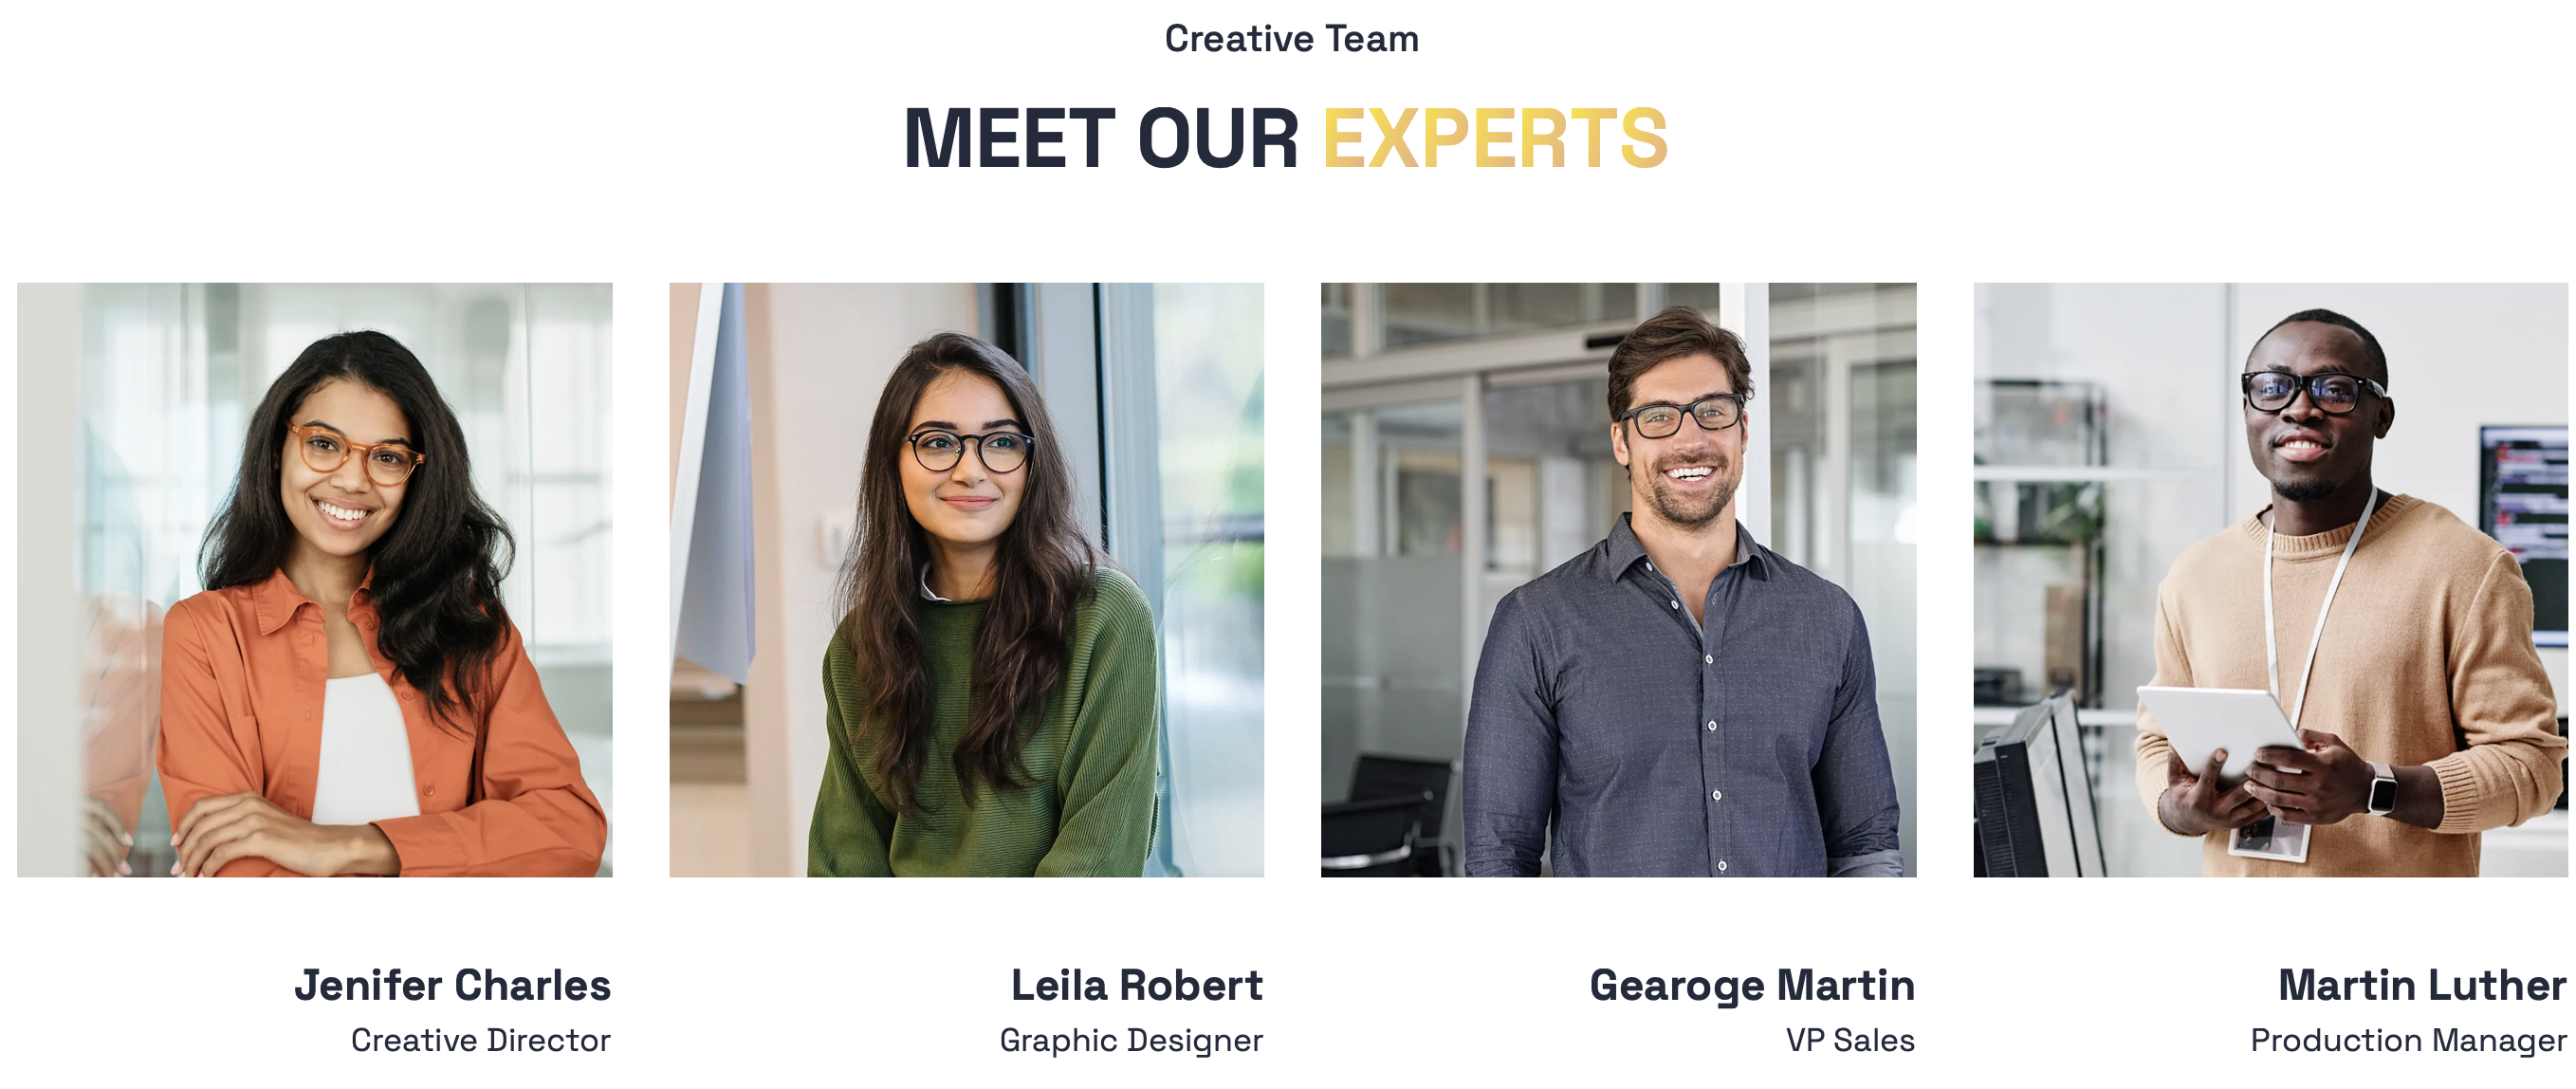 Creative Team
MEET OUR EXPERTS
Jenifer Charles
Creative Director
Leila Robert
Graphic Designer
Gearoge Martin
VP Sales
Martin Luther
Production Manager